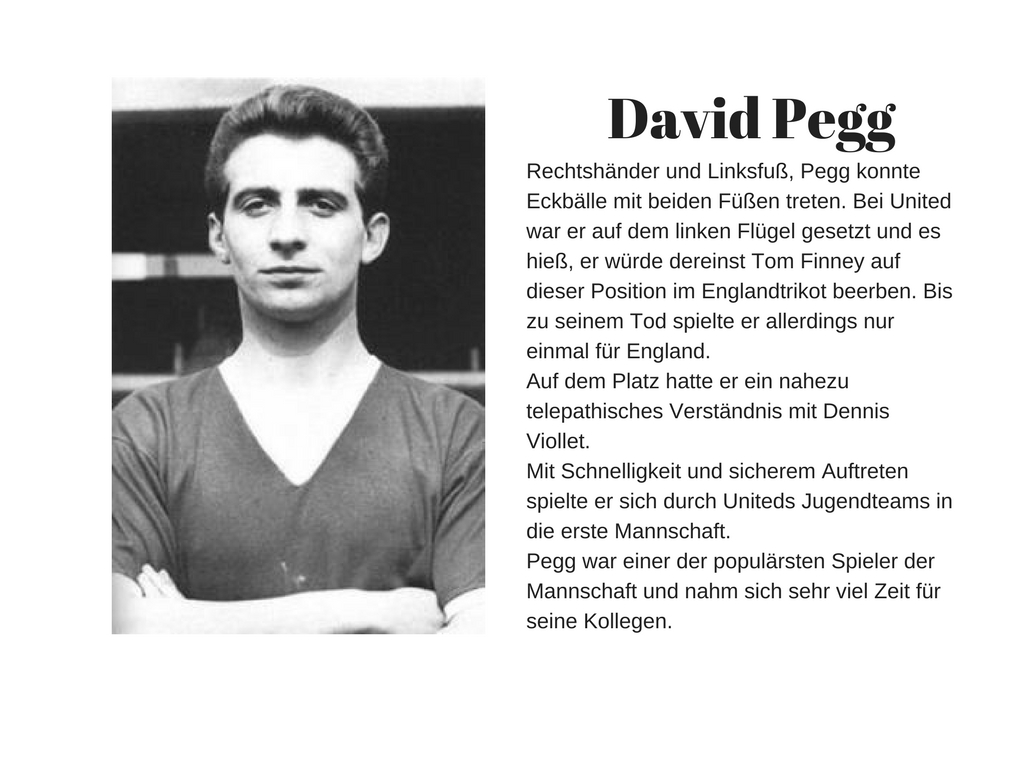 David Pegg
Rechtshänder und Linksfuß, Pegg konnte
Eckbälle mit beiden Füßen treten. Bei United
war er auf dem linken Flügel gesetzt und es
hieß, er würde dereinst Tom Finney auf
dieser Position im Englandtrikot beerben. Bis
zu seinem Tod spielte er allerdings nur
einmal für England.
Auf dem Platz hatte er ein nahezu
telepathisches Verständnis mit Dennis
Viollet.
Mit Schnelligkeit und sicherem Auftreten
spielte er sich durch Uniteds Jugendteams in
die erste Mannschaft.
Pegg war einer der populärsten Spieler der
Mannschaft und nahm sich sehr viel Zeit für
seine Kollegen.